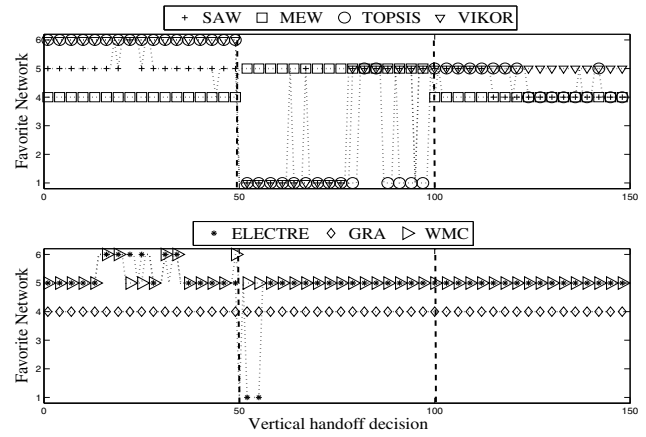 SAW MEW TOPSIS VIKOR
6
5
4
3
2
1
Favorite Network
0 50 100 150
ELECTRE GRA WMC
6
5
4
3
2
1
Favorite Network
0 50 100 150
Vertical handoff decision